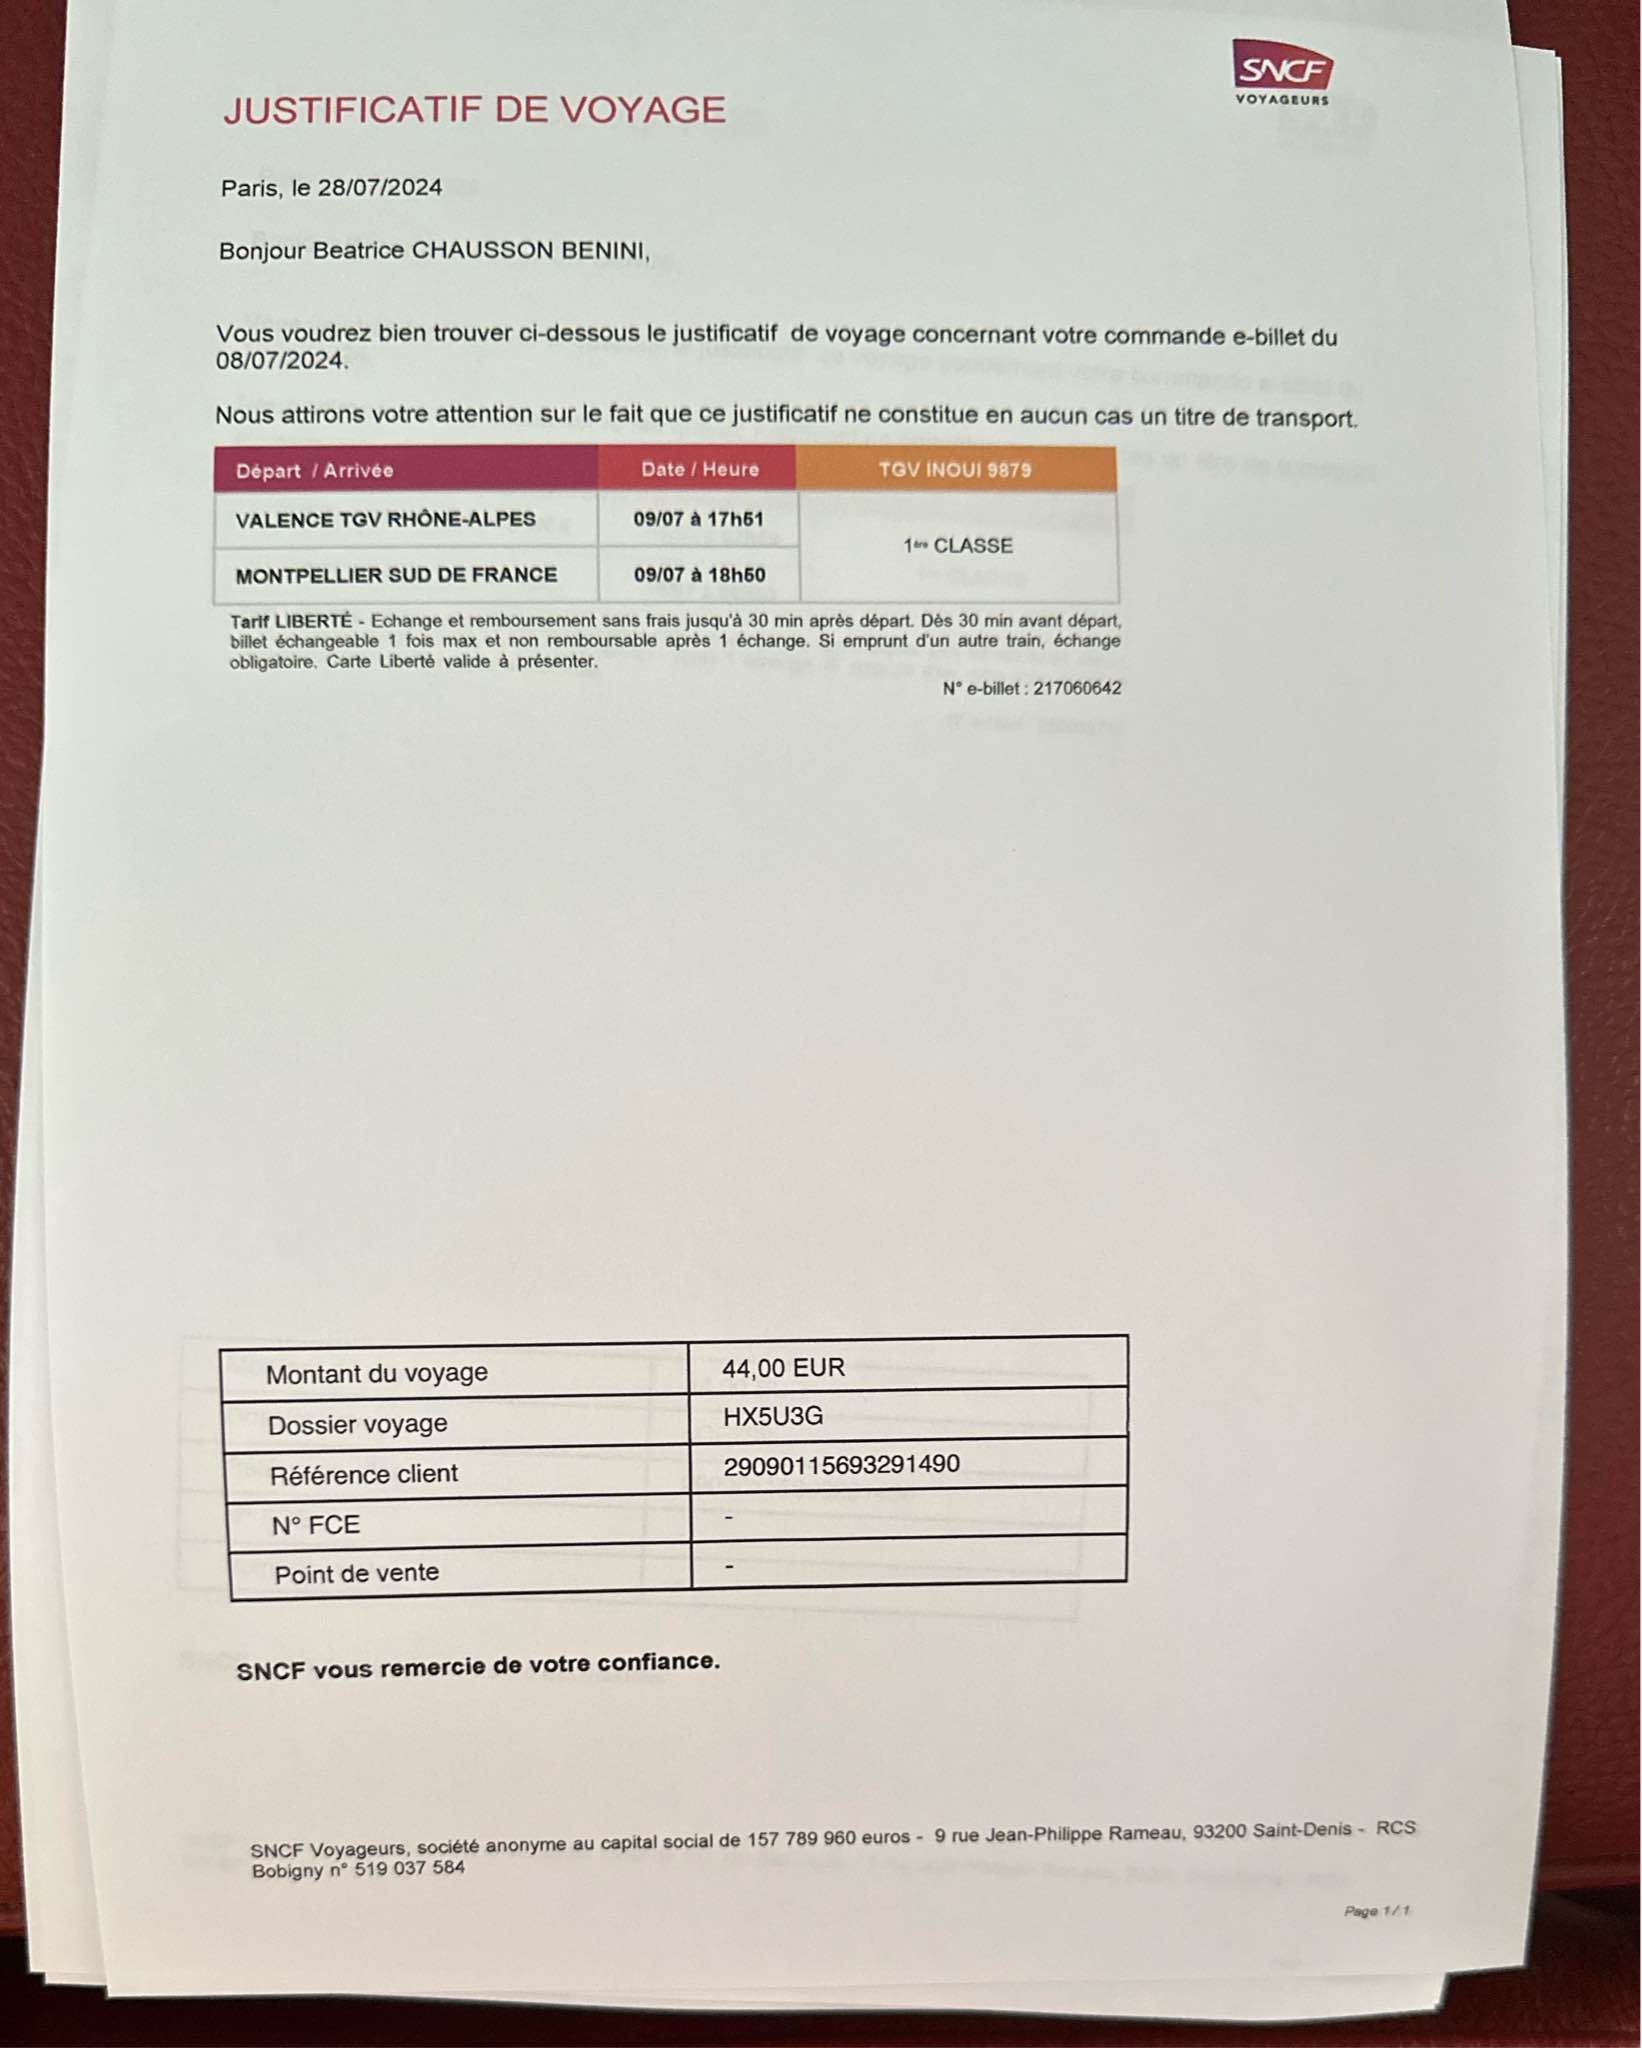 SNCF
VOYAGEURS
JUSTIFICATIF DE VOYAGE
Paris, le 28/07/2024
Bonjour Beatrice CHAUSSON BENINI,
Vous voudrez bien trouver ci-dessous le justificatif de voyage concernant votre commande e-billet du
08/07/2024.
Nous attirons votre attention sur le fait que ce justificatif ne constitue en aucun cas un titre de transport.
Départ / Arrivée Date / Heure TGV INOUI 9879
VALENCE TGV RHÔNE-ALPES 09/07 à 17h51
1ère CLASSE
MONTPELLIER SUD DE FRANCE 09/07 à 18h50
Tarif LIBERTÉ - Echange et remboursement sans frais jusqu'à 30 min après départ. Dès 30 min avant départ,
billet échangeable 1 fois max et non remboursable après 1 échange. Si emprunt d'un autre train, échange
obligatoire. Carte Liberté valide à présenter.
N° e-billet : 217060642
Montant du voyage 44,00 EUR
Dossier voyage HX5U3G
Référence client 29090115693291490
N° FCE -
Point de vente -
SNCF vous remercie de votre confiance.
SNCF Voyageurs, société anonyme au capital social de 157 789 960 euros - 9 rue Jean-Philippe Rameau, 93200 Saint-Denis - RCS
Bobigny n° 519 037 584
Page 1 / 1